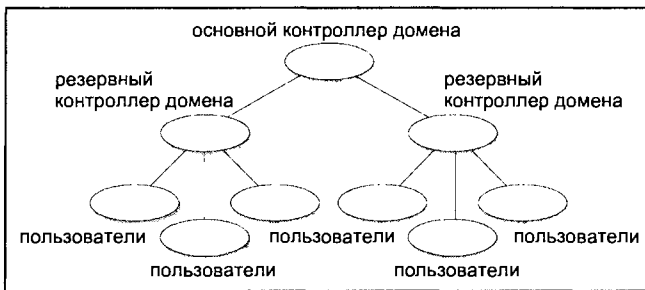 основной контроллер домена
резервный
контроллер домена
резервный
контроллер домена
пользователи
пользователи
пользователи
пользователи
пользователи
пользователи